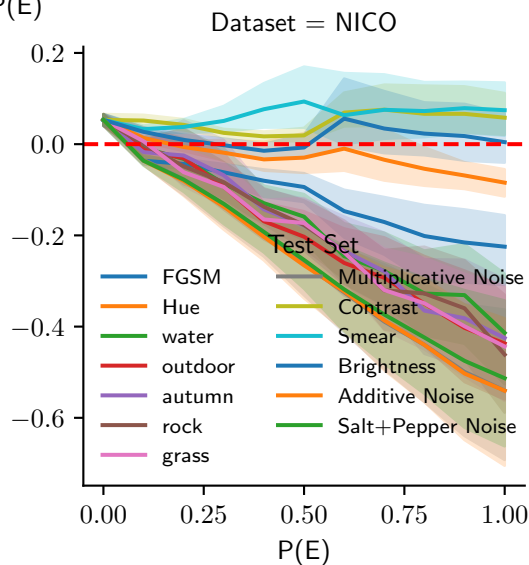 P(E)
Dataset = NICO
0.2
0.0
−0.2
−0.4
−0.6
Test Set
FGSM
Hue
water
outdoor
autumn
rock
grass
Multiplicative Noise
Contrast
Smear
Brightness
Additive Noise
Salt+Pepper Noise
0.00 0.25 0.50 0.75 1.00
P(E)